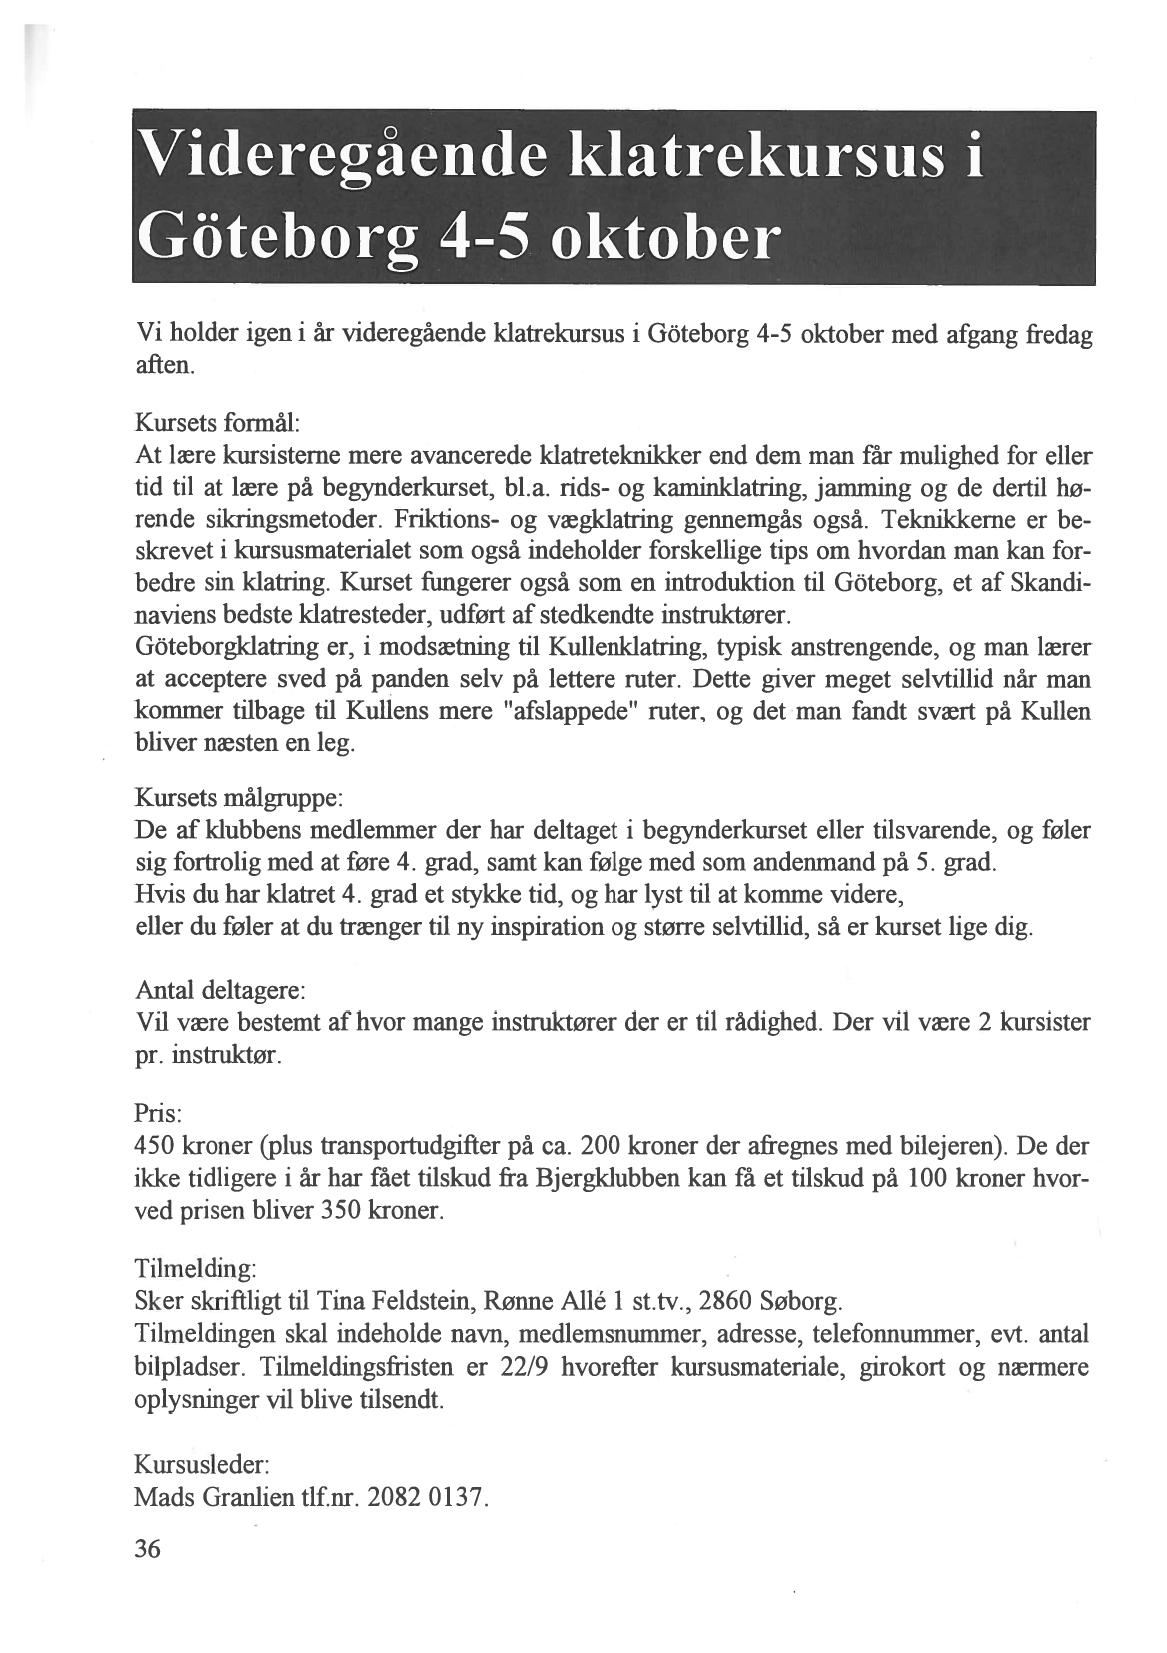 Videregående klatrekursus i
Göteborg 4-5 oktober
Vi holder igen i år videregående klatrekursus i Göteborg 4-5 oktober med afgang fredag
aften.
Kursets formål:
At lære kursisterne mere avancerede klatreteknikker end dem man får mulighed for eller
tid til at lære på begynderkurset, bl.a. rids- og kaminklatring, jamming og de dertil hø-
rende sikringsmetoder. Friktions- og vægklatring gennemgås også. Teknikkerne er be-
skrevet i kursusmaterialet som også indeholder forskellige tips om hvordan man kan for-
bedre sin klatring. Kurset fungerer også som en introduktion til Göteborg, et af Skandi-
naviens bedste klatresteder, udført af stedkendte instruktører.
Göteborgklatring er, i modsætning til Kullenklatring, typisk anstrengende, og man lærer
at acceptere sved på panden selv på lettere ruter. Dette giver meget selvtillid når man
kommer tilbage til Kullens mere "afslappede" ruter, og det man fandt svært på Kullen
bliver næsten en leg.
Kursets målgruppe:
De af klubbens medlemmer der har deltaget i begynderkurset eller tilsvarende, og føler
sig fortrolig med at føre 4. grad, samt kan følge med som andenmand på 5. grad.
Hvis du har klatret 4. grad et stykke tid, og har lyst til at komme videre,
eller du føler at du trænger til ny inspiration og større selvtillid, så er kurset lige dig.
Antal deltagere:
Vil være bestemt af hvor mange instruktører der er til rådighed. Der vil være 2 kursister
pr. instruktør.
Pris:
450 kroner (plus transportudgifter på ca. 200 kroner der afregnes med bilejeren). De der
ikke tidligere i år har fået tilskud fra Bjergklubben kan få et tilskud på 100 kroner hvor-
ved prisen bliver 350 kroner.
Tilmelding:
Sker skriftligt til Tina Feldstein, Rønne Allé 1 st.tv., 2860 Søborg.
Tilmeldingen skal indeholde navn, medlemsnummer, adresse, telefonnummer, evt. antal
bilpladser. Tilmeldingsfristen er 22/9 hvorefter kursusmateriale, girokort og nærmere
oplysninger vil blive tilsendt.
Kursusleder:
Mads Granlien tlf.nr. 2082 0137.
36